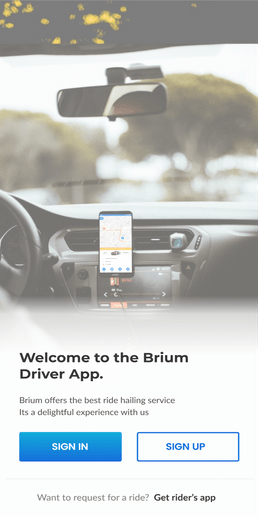 Welcome to the Brium
Driver App.
Brium offers the best ride hailing service
Its a delightful experience with us
SIGN IN
SIGN UP
Want to request for a ride? Get rider's app